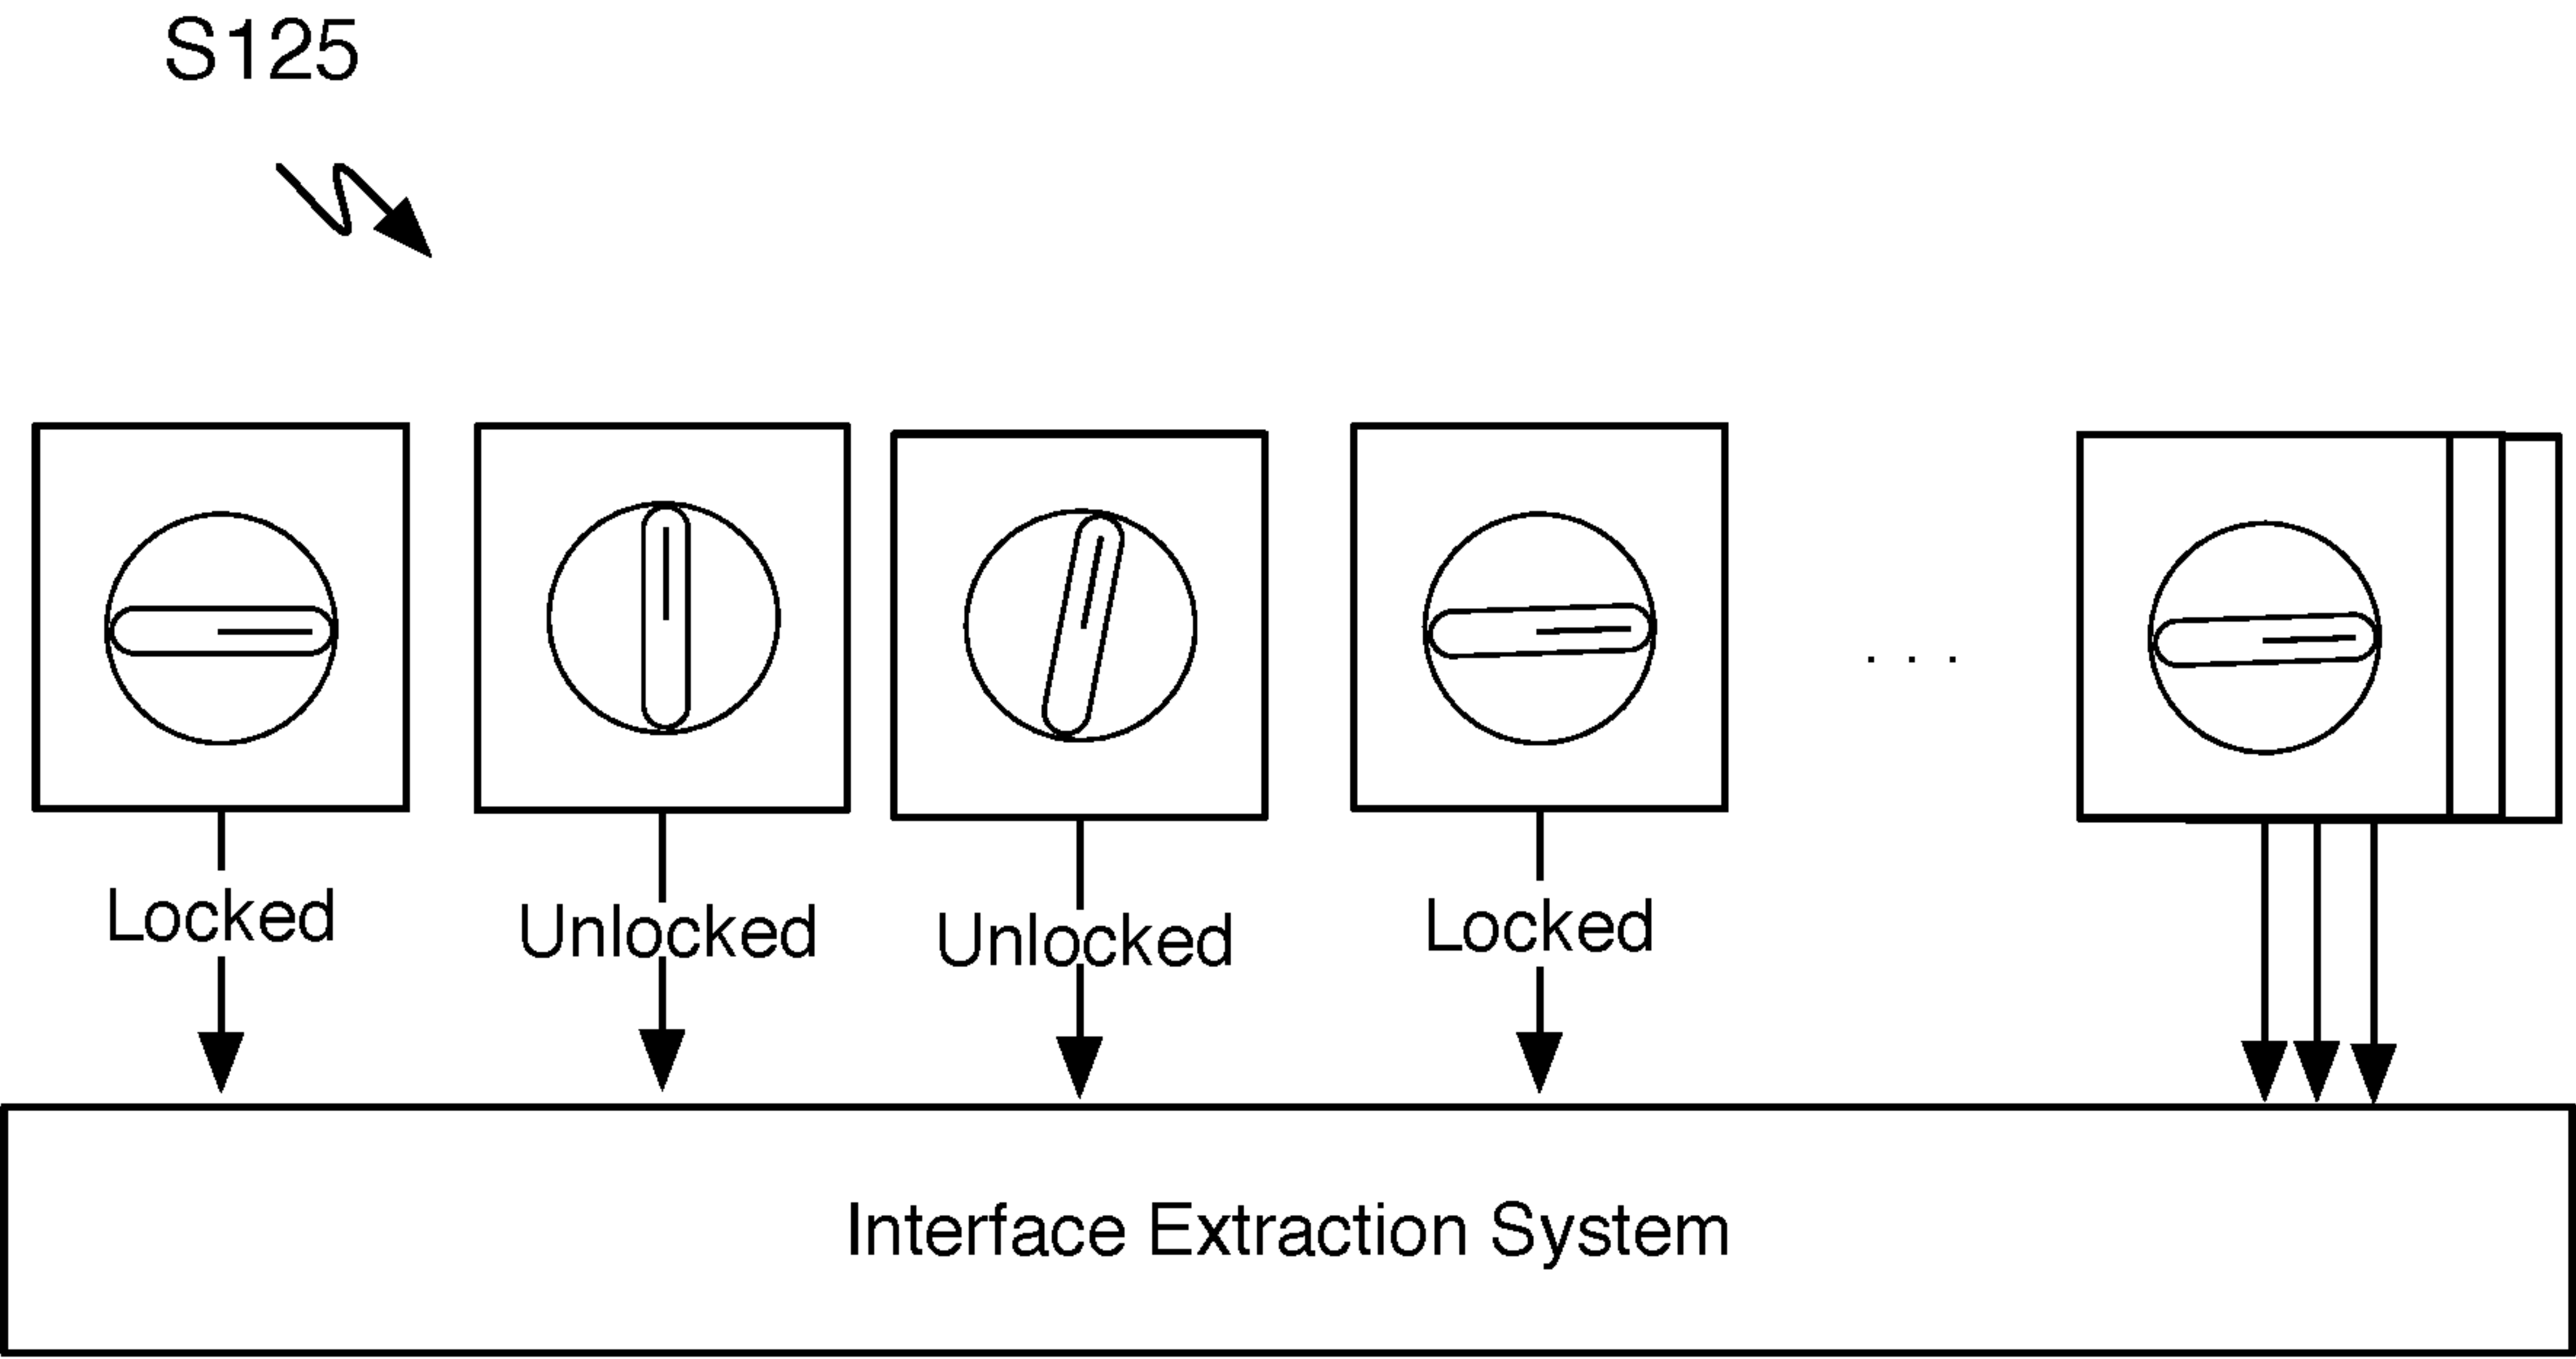 S125
Locked
Unlocked
Unlocked
Locked
. . .
Interface Extraction System